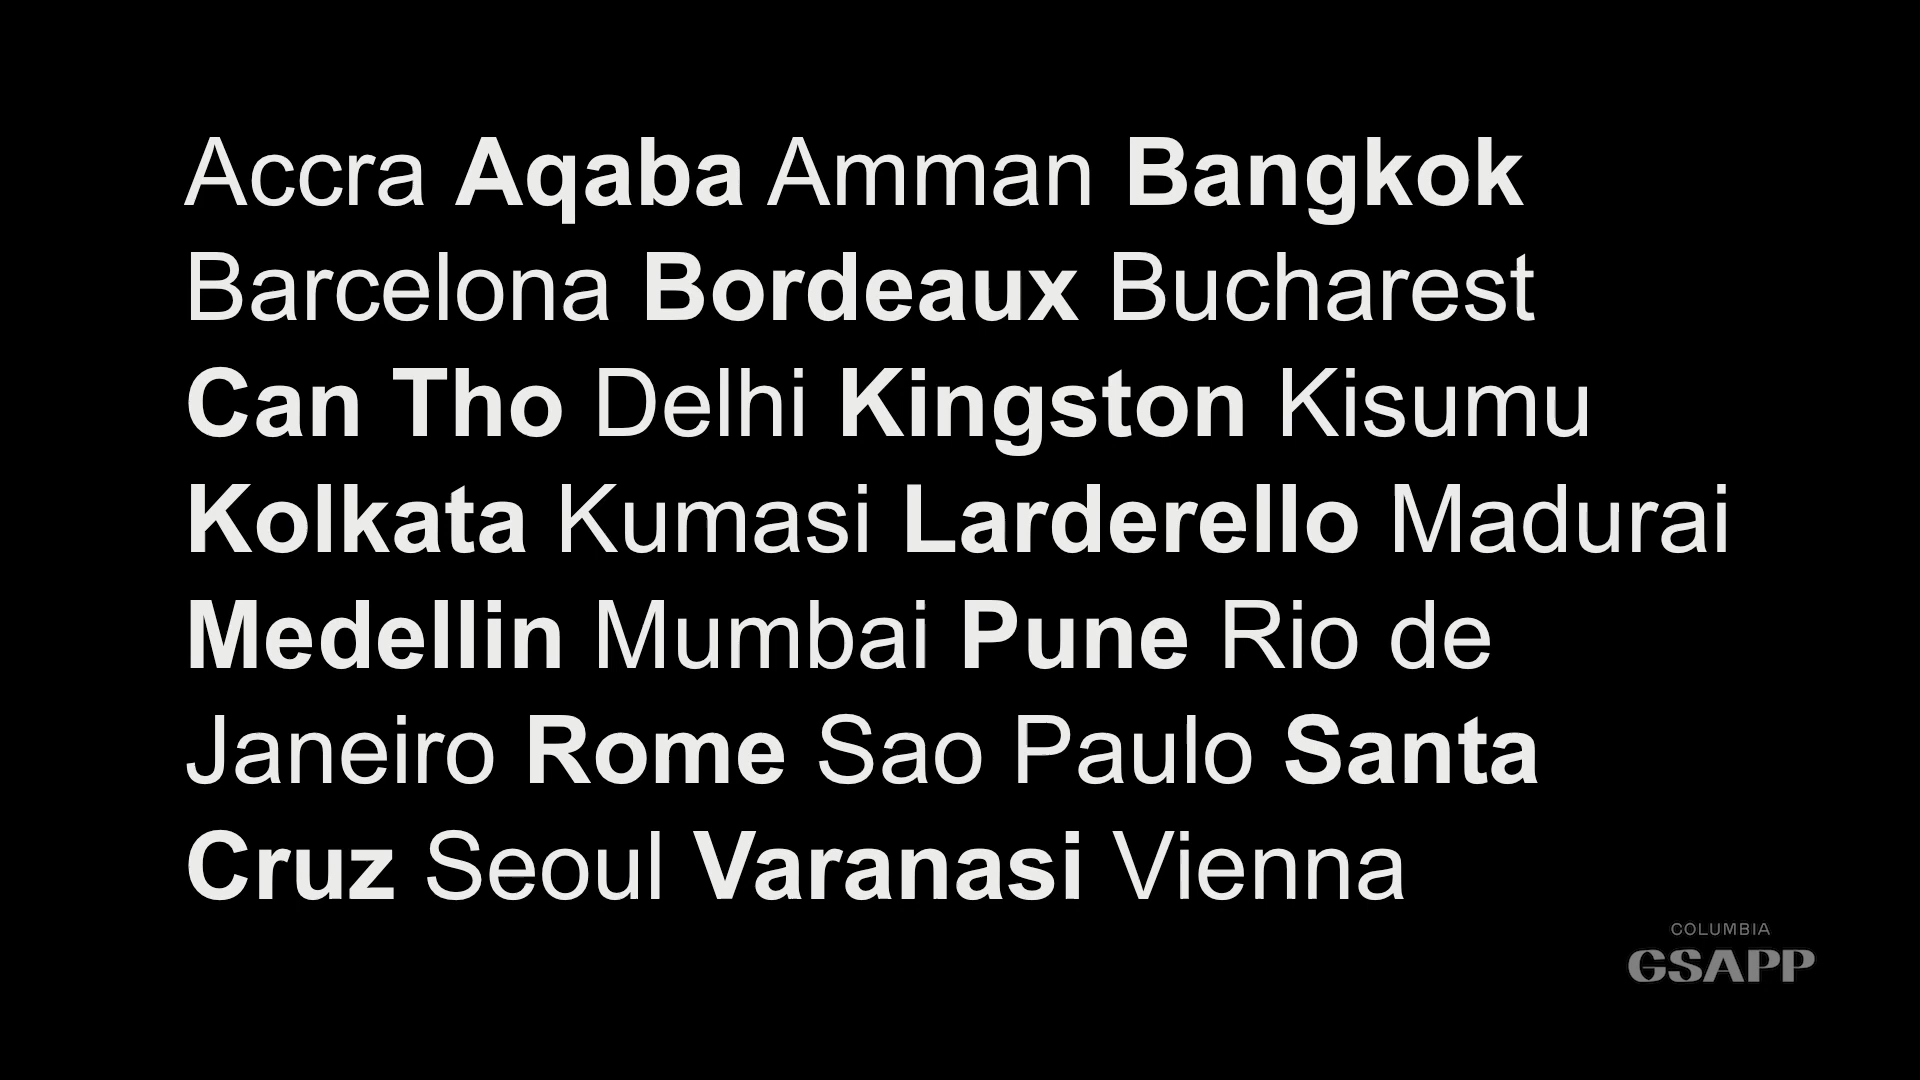 Accra Aqaba Amman Bangkok
Barcelona Bordeaux Bucharest
Can Tho Delhi Kingston Kisumu
Kolkata Kumasi Larderello Madurai
Medellin Mumbai Pune Rio de
Janeiro Rome Sao Paulo Santa
Cruz Seoul Varanasi Vienna
COLUMBIA
GSAPP